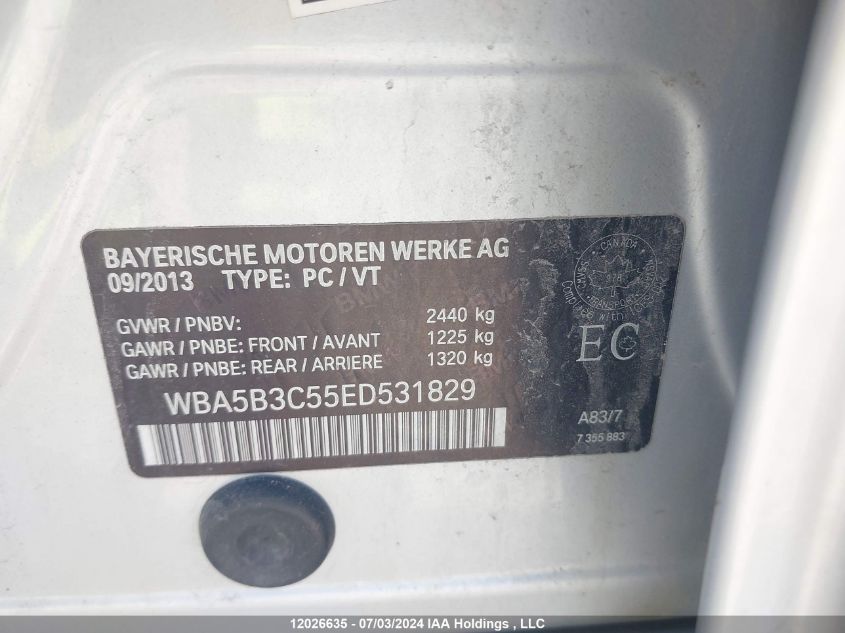 BAYERISCHE MOTOREN WERKE AG
09/2013 TYPE: PC / VT
GVWR / PNBV: 2440 kg
GAWR / PNBE: FRONT / AVANT 1225 kg
GAWR / PNBE: REAR / ARRIERE 1320 kg
WBA5B3C55ED531829
CANADA
TRANSPORT
EC
A83/7
7 355 883
12026635 - 07/03/2024 IAA Holdings , LLC